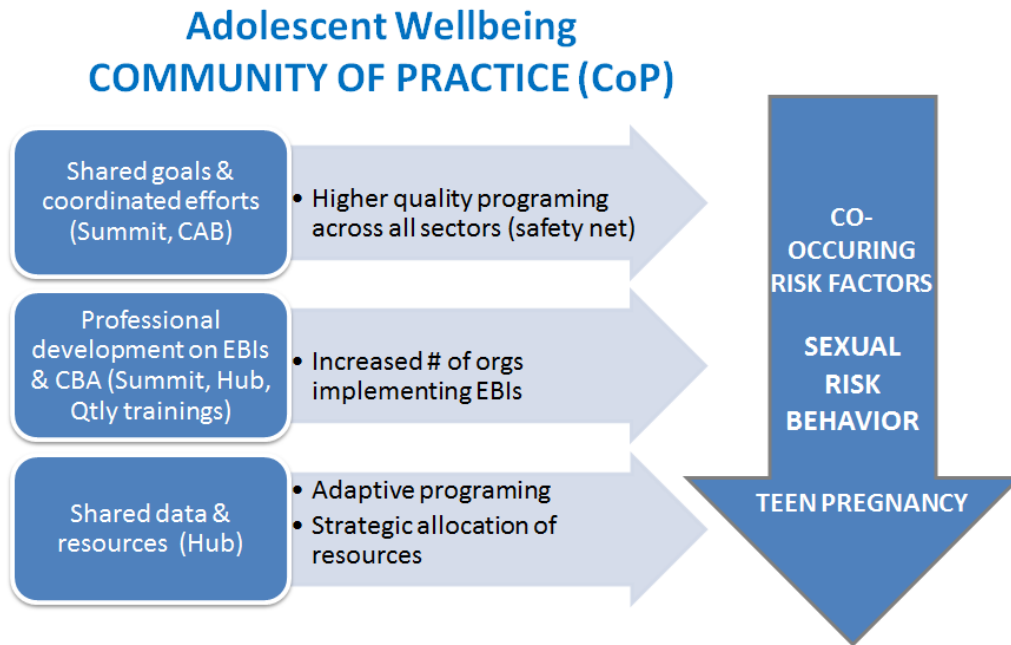 Adolescent Wellbeing
COMMUNITY OF PRACTICE (CoP)
Shared goals &
coordinated efforts
(Summit, CAB)
• Higher quality programing
across all sectors (safety net)
Professional
development on EBIs
& CBA (Summit, Hub,
Qtly trainings)
• Increased # of orgs
implementing EBIs
Shared data &
resources (Hub)
• Adaptive programing
• Strategic allocation of
resources
CO-
OCCURING
RISK FACTORS
SEXUAL
RISK
BEHAVIOR
TEEN PREGNANCY